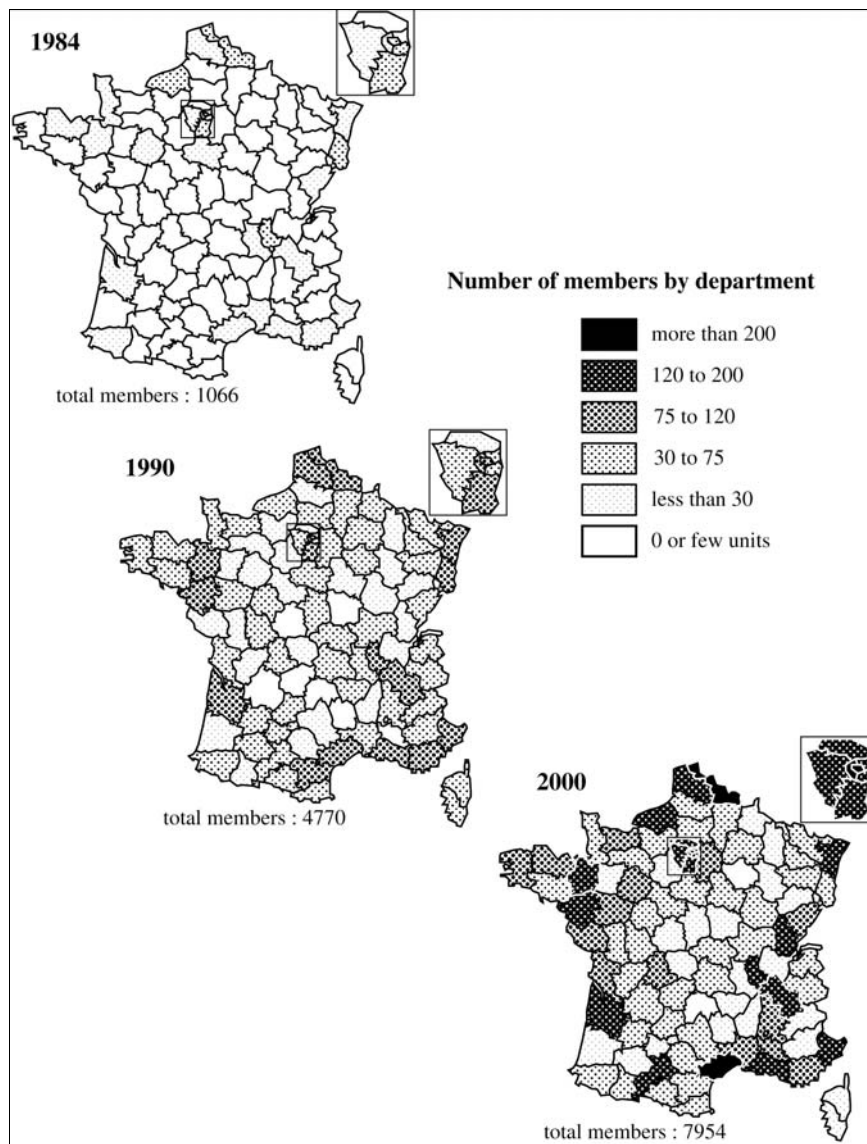 1984
total members : 1066
Number of members by department
more than 200
120 to 200
75 to 120
30 to 75
less than 30
0 or few units
1990
total members : 4770
2000
total members : 7954